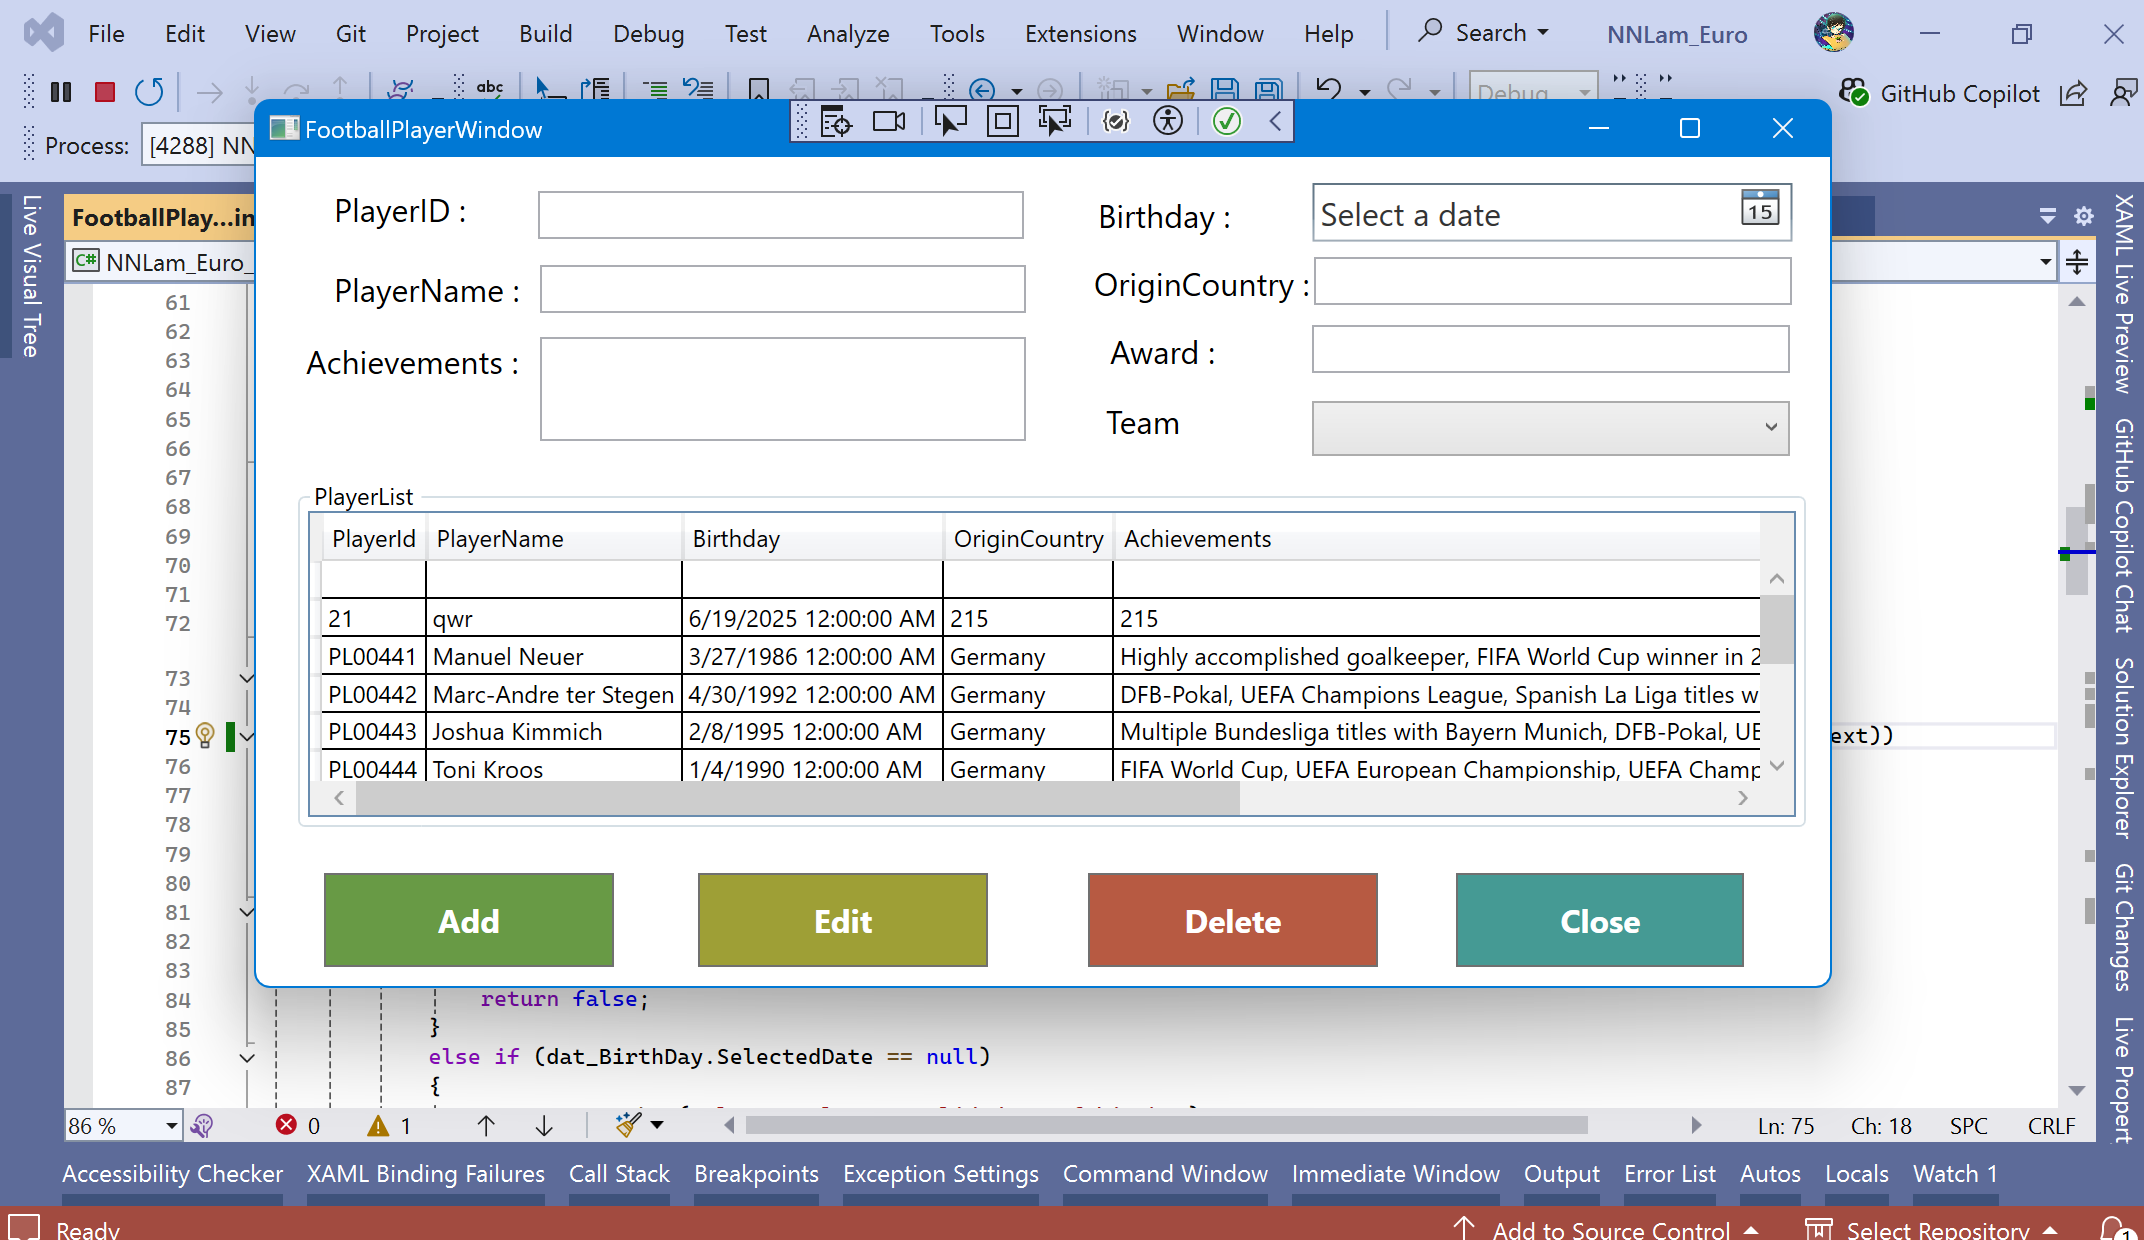 File Edit View Git Project Build Debug Test Analyze Tools Extensions Window Help Search NNLam_Euro
abc Debug GitHub Copilot
Process: [4288] NN
FootballPlayerWindow
FootballPlay...in
NNLam_Euro_
PlayerID :
Birthday : Select a date 15
PlayerName :
OriginCountry :
Achievements :
Award :
Team
PlayerList
PlayerId PlayerName Birthday OriginCountry Achievements
21 qwr 6/19/2025 12:00:00 AM 215 215
PL00441 Manuel Neuer 3/27/1986 12:00:00 AM Germany Highly accomplished goalkeeper, FIFA World Cup winner in 2
PL00442 Marc-Andre ter Stegen 4/30/1992 12:00:00 AM Germany DFB-Pokal, UEFA Champions League, Spanish La Liga titles w
PL00443 Joshua Kimmich 2/8/1995 12:00:00 AM Germany Multiple Bundesliga titles with Bayern Munich, DFB-Pokal, UE
PL00444 Toni Kroos 1/4/1990 12:00:00 AM Germany FIFA World Cup, UEFA European Championship, UEFA Champ
Add Edit Delete Close
61
62
63
64
65
66
67
68
69
70
71
72
73
74
75 ext))
76
77
78
79
80
81
82
83
84 return false;
85 }
86 else if (dat_BirthDay.SelectedDate == null)
87 {
86 % 0 1 Ln: 75 Ch: 18 SPC CRLF
Live Visual Tree
XAML Live Preview
GitHub Copilot Chat
Solution Explorer
Git Changes
Live Propert
Accessibility Checker XAML Binding Failures Call Stack Breakpoints Exception Settings Command Window Immediate Window Output Error List Autos Locals Watch 1
Ready Add to Source Control Select Repository 1